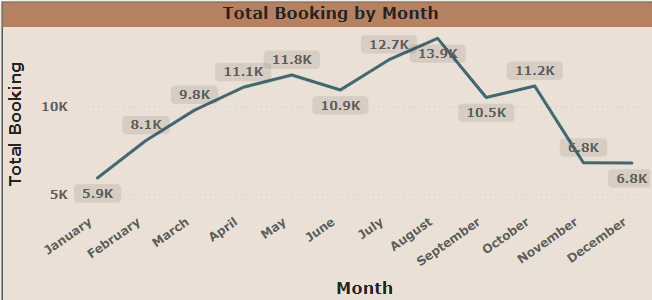 Total Booking by Month
Total Booking
10K
5K
5.9K
8.1K
9.8K
11.1K
11.8K
10.9K
12.7K
13.9K
10.5K
11.2K
6.8K
6.8K
January
February
March
April
May
June
July
August
September
October
November
December
Month